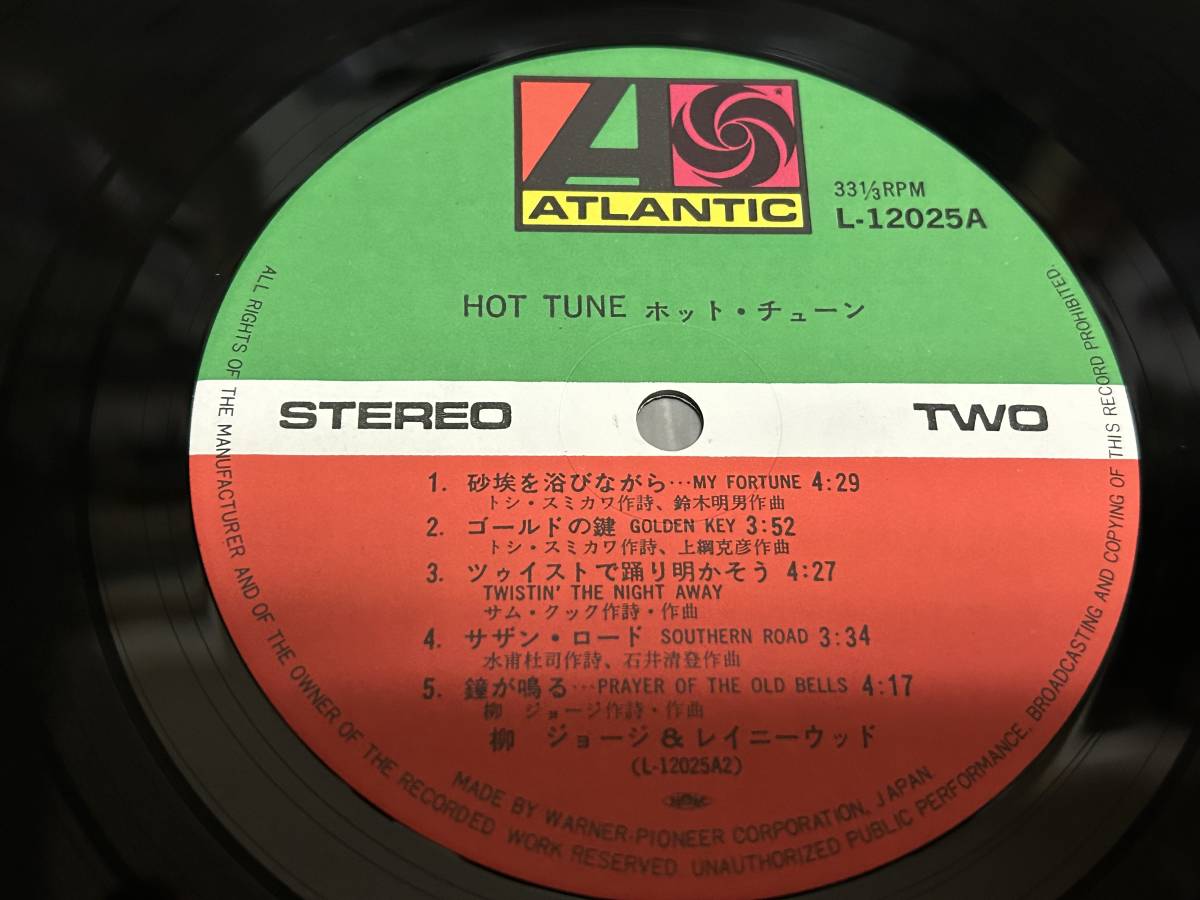 ATLANTIC
33⅓RPM
L-12025A
HOT TUNE ホット・チューン
STEREO
TWO
1. 砂埃を浴びながら…MY FORTUNE 4:29
トシ・スミカワ作詩、鈴木明男作曲
2. ゴールドの鍵 GOLDEN KEY 3:52
トシ・スミカワ作詩、上綱克彦作曲
3. ツゥイストで踊り明かそう 4:27
TWISTIN' THE NIGHT AWAY
サム・クック作詩・作曲
4. サザン・ロード SOUTHERN ROAD 3:34
水甫杜司作詩、石井清登作曲
5. 鐘が鳴る…PRAYER OF THE OLD BELLS 4:17
柳 ジョージ作詩・作曲
柳 ジョージ&レイニーウッド
(L-12025A2)
MADE BY WARNER-PIONEER CORPORATION, JAPAN
ALL RIGHTS OF THE MANUFACTURER AND OF THE OWNER OF THE RECORDED WORK RESERVED. UNAUTHORIZED PUBLIC PERFORMANCE, BROADCASTING AND COPYING OF THIS RECORD PROHIBITED.